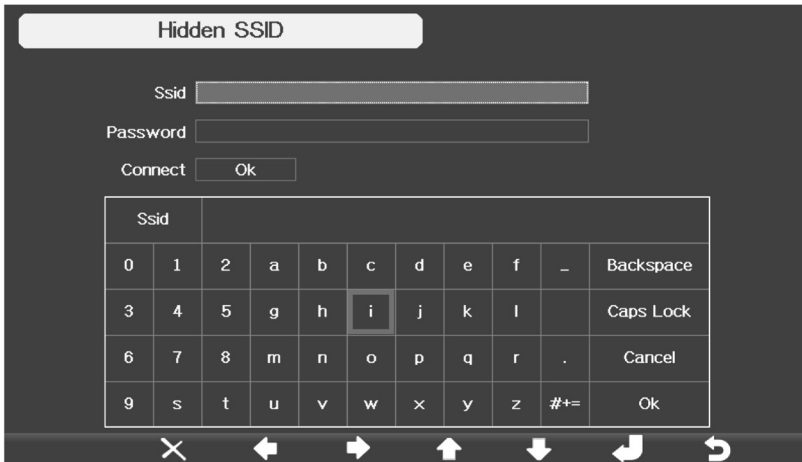 Hidden SSID
Ssid
Password
Connect Ok
Ssid
0 1 2 a b c d e f _ Backspace
3 4 5 g h i j k l Caps Lock
6 7 8 m n o p q r . Cancel
9 s t u v w x y z #+= Ok